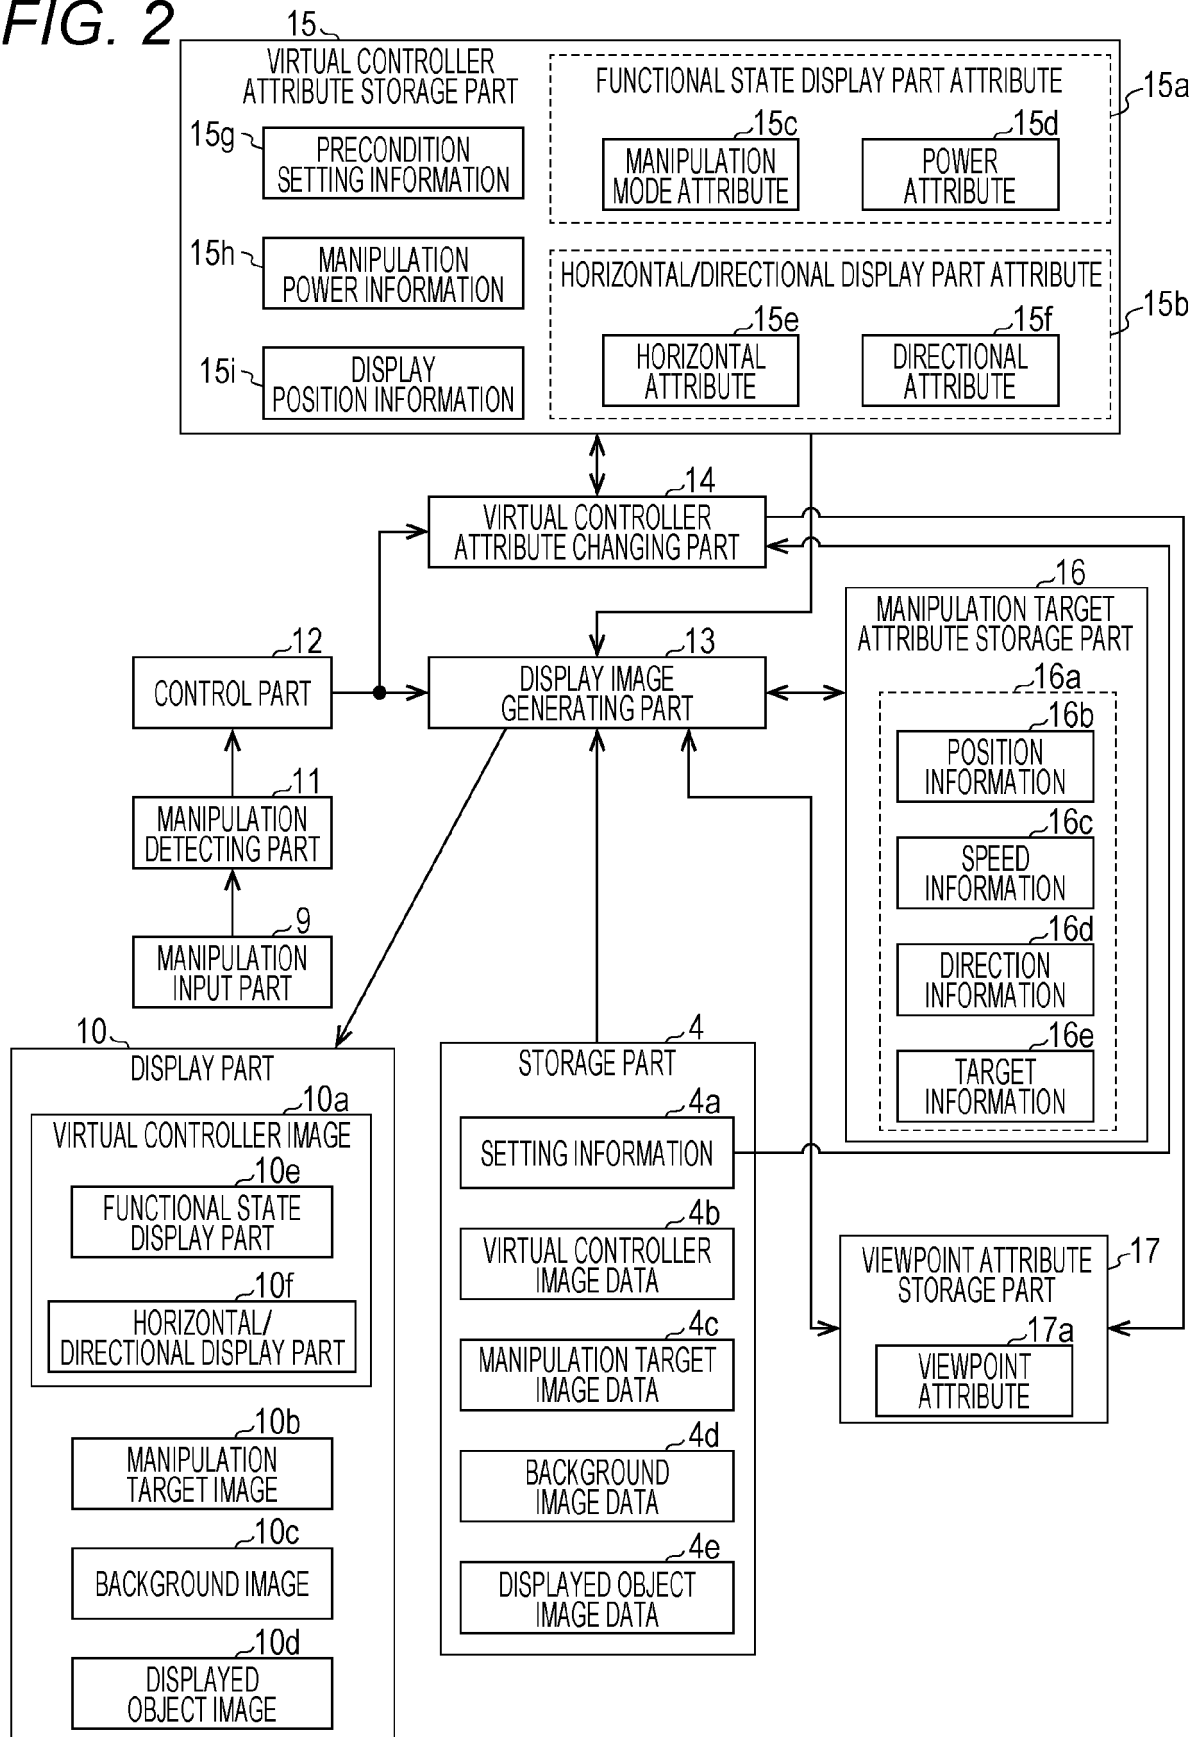 FIG. 2
15
VIRTUAL CONTROLLER
ATTRIBUTE STORAGE PART
15g
PRECONDITION
SETTING INFORMATION
15h
MANIPULATION
POWER INFORMATION
15i
DISPLAY
POSITION INFORMATION
FUNCTIONAL STATE DISPLAY PART ATTRIBUTE
15a
15c
MANIPULATION
MODE ATTRIBUTE
15d
POWER
ATTRIBUTE
HORIZONTAL/DIRECTIONAL DISPLAY PART ATTRIBUTE
15b
15e
HORIZONTAL
ATTRIBUTE
15f
DIRECTIONAL
ATTRIBUTE
14
VIRTUAL CONTROLLER
ATTRIBUTE CHANGING PART
12
CONTROL PART
13
DISPLAY IMAGE
GENERATING PART
11
MANIPULATION
DETECTING PART
9
MANIPULATION
INPUT PART
16
MANIPULATION TARGET
ATTRIBUTE STORAGE PART
16a
16b
POSITION
INFORMATION
16c
SPEED
INFORMATION
16d
DIRECTION
INFORMATION
16e
TARGET
INFORMATION
10
DISPLAY PART
10a
VIRTUAL CONTROLLER IMAGE
10e
FUNCTIONAL STATE
DISPLAY PART
10f
HORIZONTAL/
DIRECTIONAL DISPLAY PART
10b
MANIPULATION
TARGET IMAGE
10c
BACKGROUND IMAGE
10d
DISPLAYED
OBJECT IMAGE
4
STORAGE PART
4a
SETTING INFORMATION
4b
VIRTUAL CONTROLLER
IMAGE DATA
4c
MANIPULATION TARGET
IMAGE DATA
4d
BACKGROUND
IMAGE DATA
4e
DISPLAYED OBJECT
IMAGE DATA
17
VIEWPOINT ATTRIBUTE
STORAGE PART
17a
VIEWPOINT
ATTRIBUTE